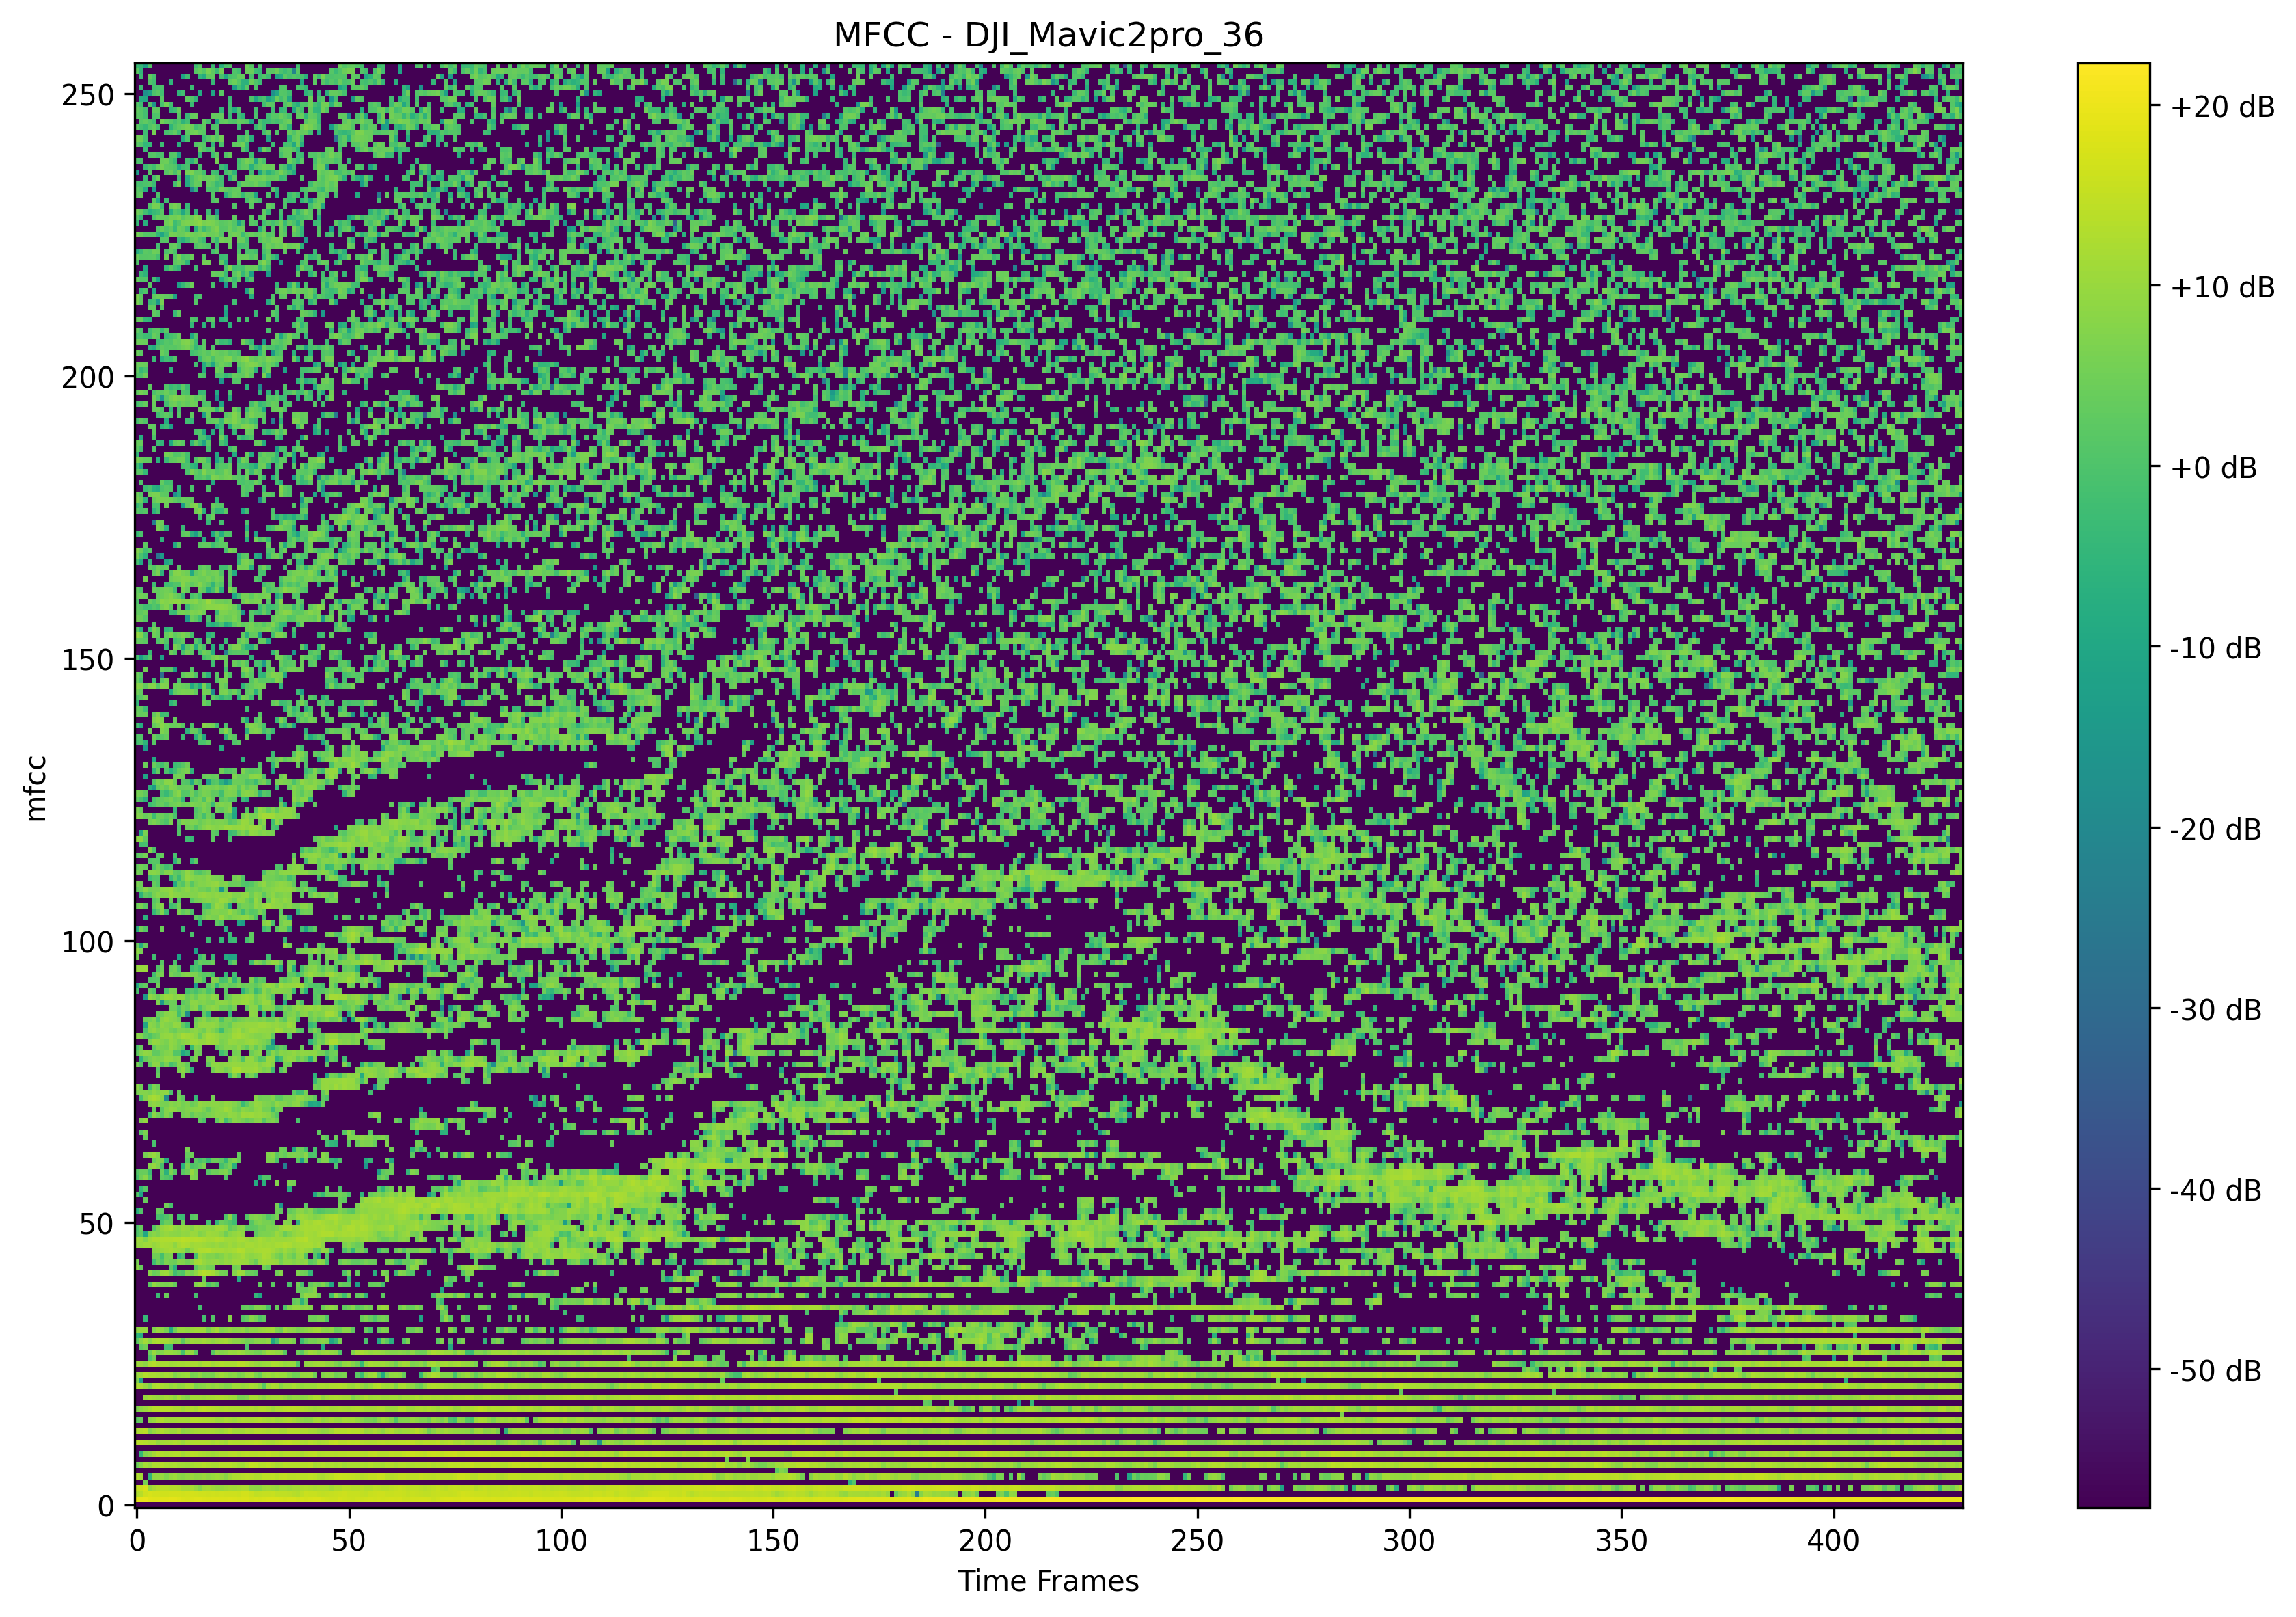 MFCC - DJI_Mavic2pro_36
250
200
150
100
50
0
mfcc
0 50 100 150 200 250 300 350 400
Time Frames
+20 dB
+10 dB
+0 dB
-10 dB
-20 dB
-30 dB
-40 dB
-50 dB